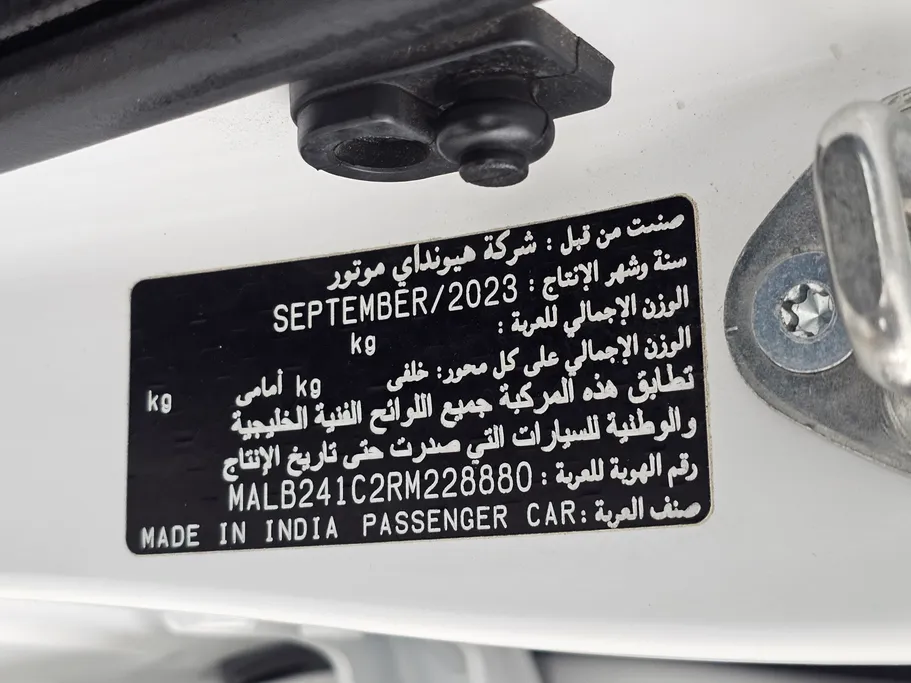 صنعت من قبل : شركة هيونداي موتور
سنة وشهر الإنتاج : SEPTEMBER/2023
الوزن الإجمالي للعربة : kg
الوزن الإجمالي على كل محور: خلفى kg أمامى kg
تطابق هذه المركبة جميع اللوائح الفنية الخليجية
والوطنية للسيارات التي صدرت حتى تاريخ الإنتاج
رقم الهوية للعربة : MALB241C2RM228880
صنف العربة : PASSENGER CAR MADE IN INDIA